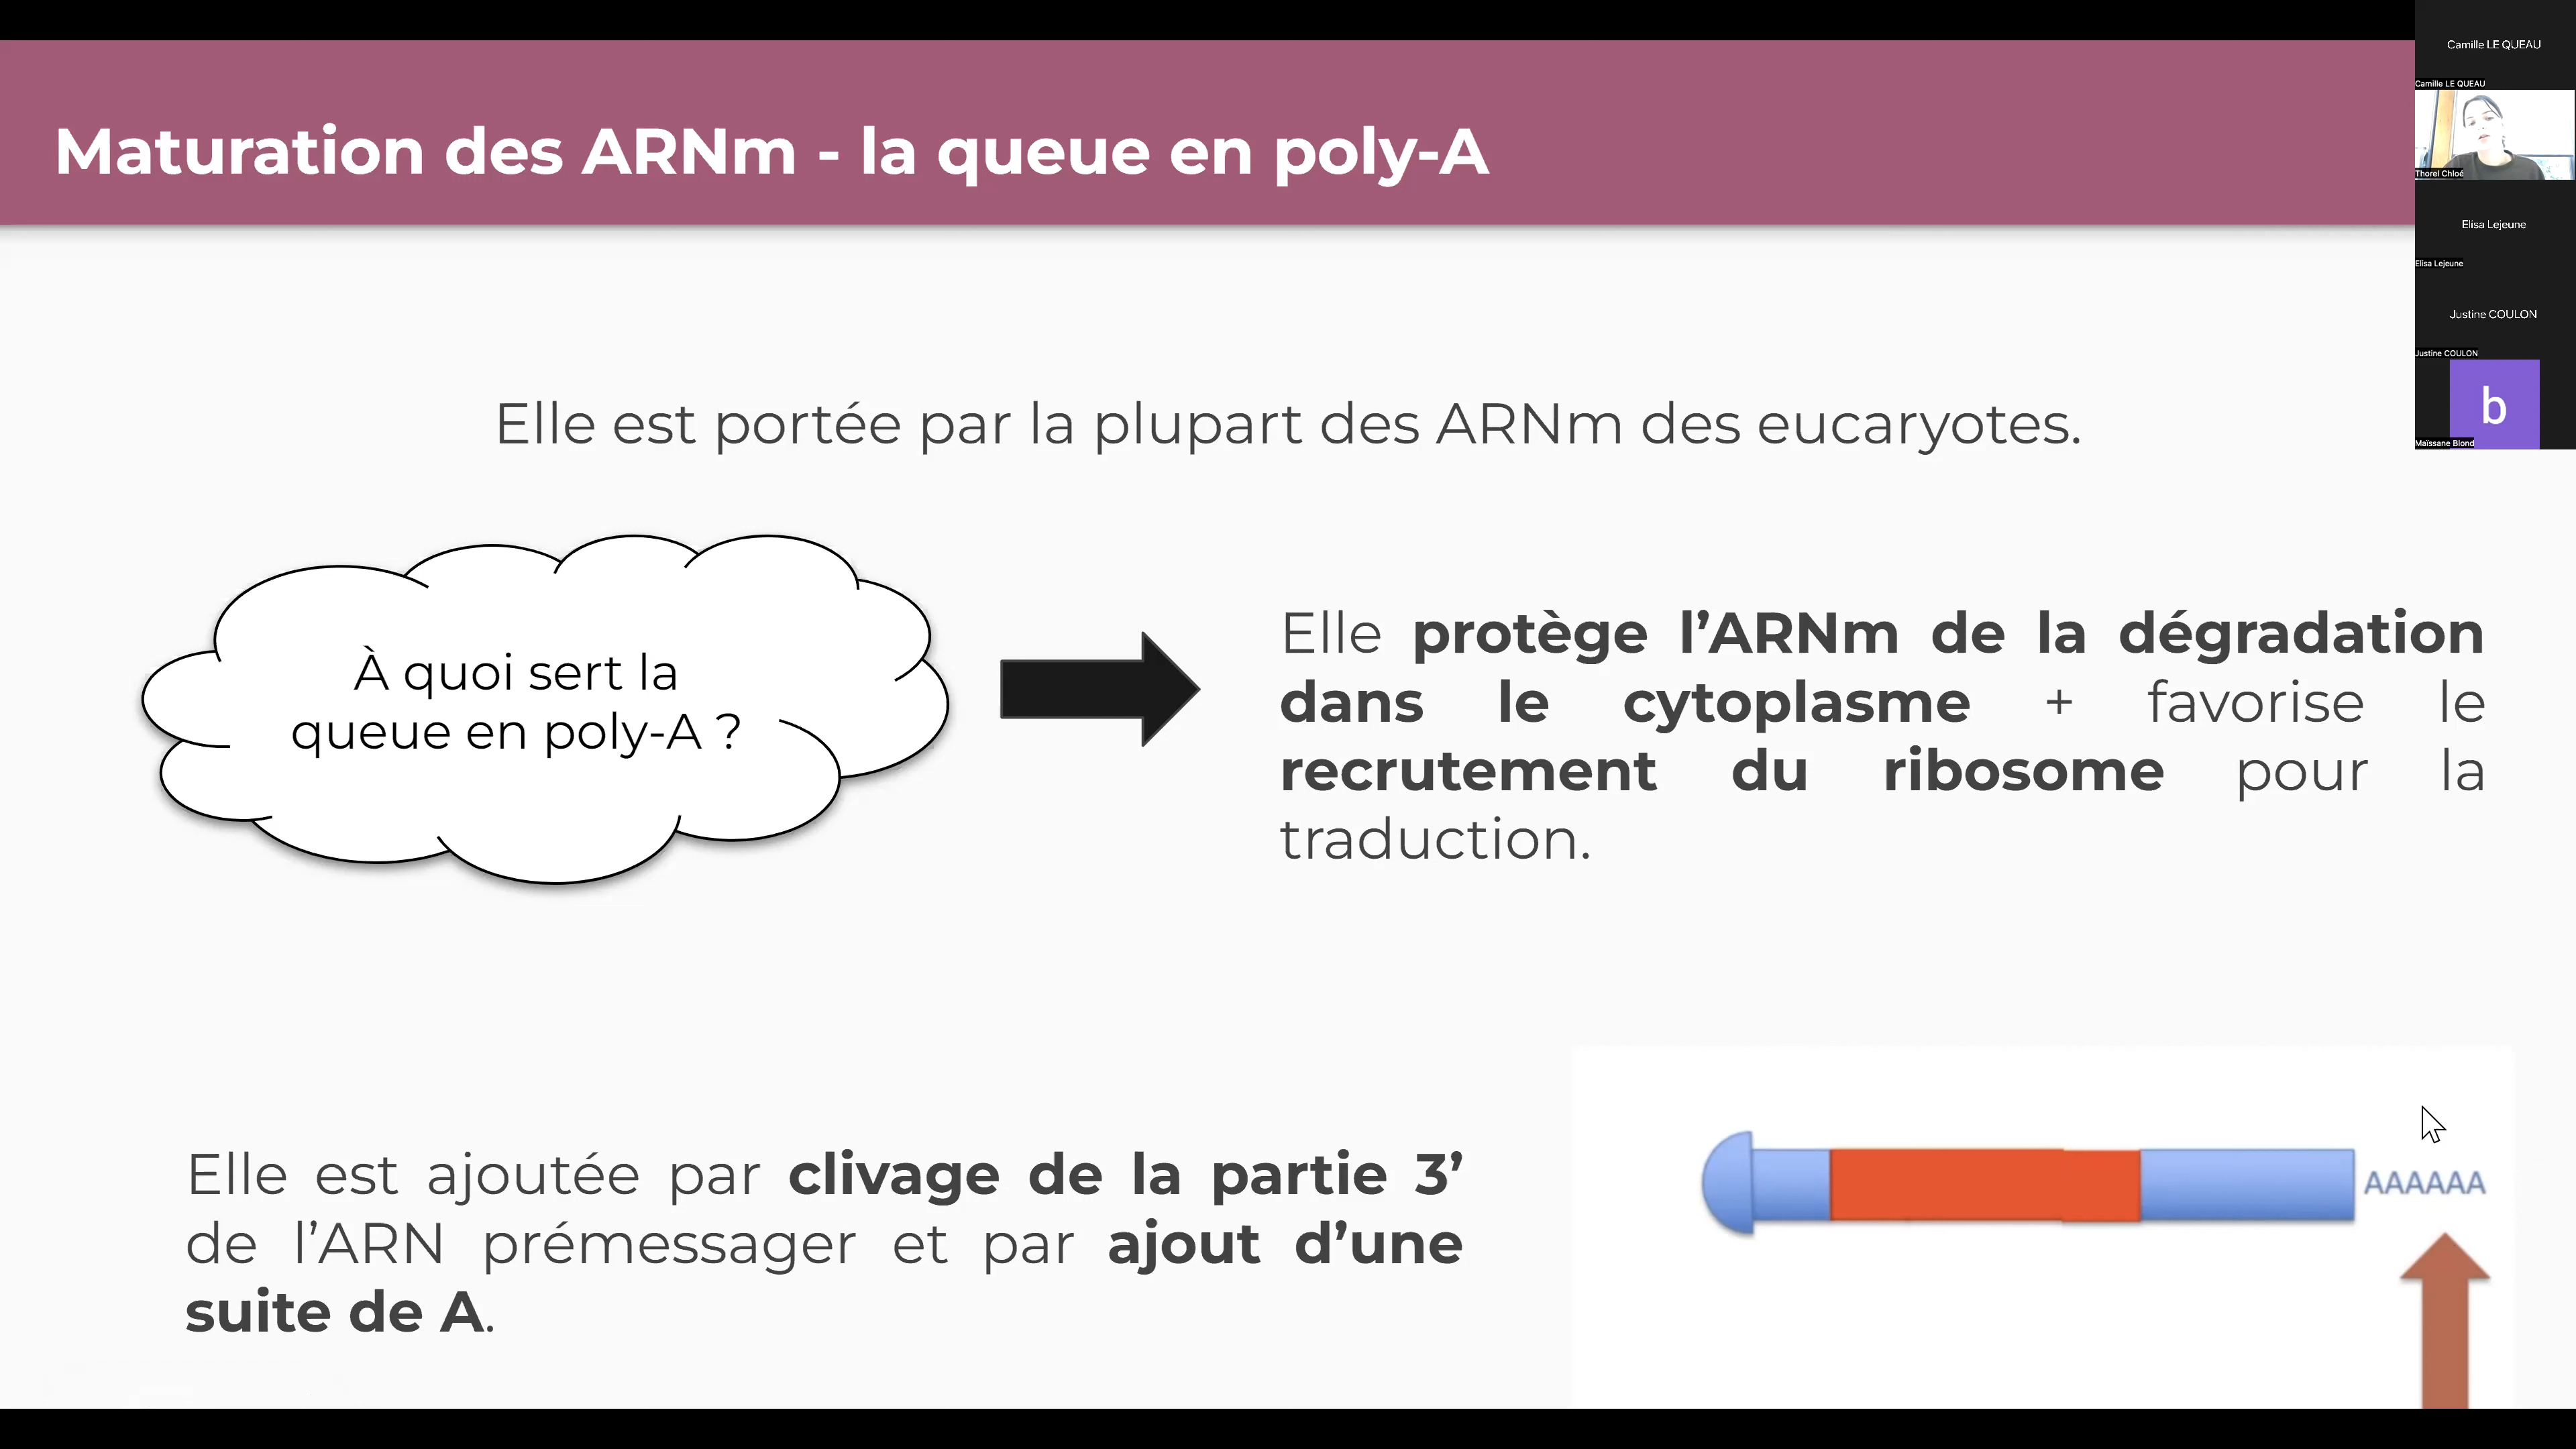 Maturation des ARNm - la queue en poly-A
Elle est portée par la plupart des ARNm des eucaryotes.
À quoi sert la
queue en poly-A ?
Elle protège l’ARNm de la dégradation
dans le cytoplasme + favorise le
recrutement du ribosome pour la
traduction.
Elle est ajoutée par clivage de la partie 3’
de l’ARN prémessager et par ajout d’une
suite de A.
AAAAAA
Camille LE QUEAU
Camille LE QUEAU
Thorel Chloé
Elisa Lejeune
Elisa Lejeune
Justine COULON
Justine COULON
b
Maïssane Blond